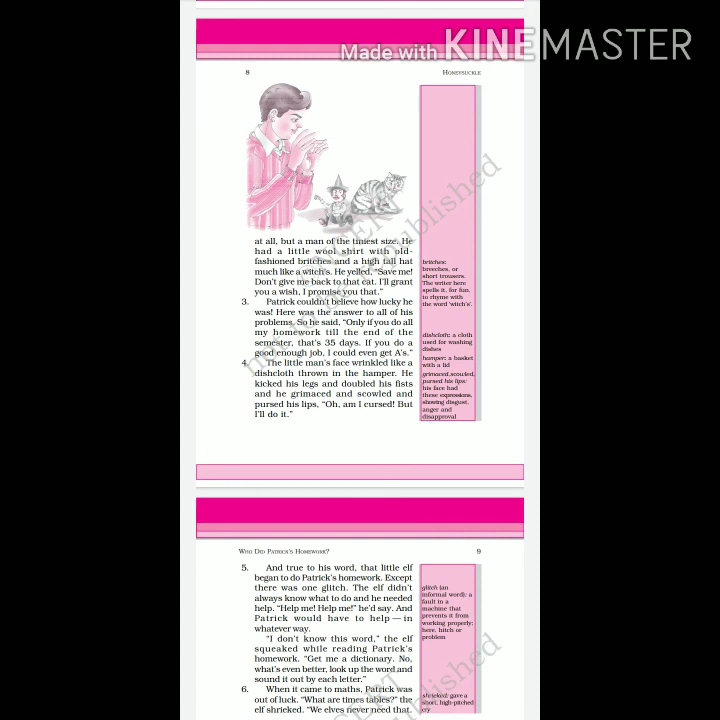 Made with KINEMASTER
8
HONEYSUCKLE
at all, but a man of the tiniest size. He
had a little wool shirt with old-
fashioned britches and a high tall hat
much like a witch's. He yelled, “Save me!
Don't give me back to that cat. I'll grant
you a wish, I promise you that.”
3. Patrick couldn't believe how lucky he
was! Here was the answer to all of his
problems. So he said, “Only if you do all
my homework till the end of the
semester, that's 35 days. If you do a
good enough job, I could even get A's.”
4. The little man's face wrinkled like a
dishcloth thrown in the hamper. He
kicked his legs and doubled his fists
and he grimaced and scowled and
pursed his lips, “Oh, am I cursed! But
I'll do it.”
britches:
breeches, or
short trousers.
The writer here
spells it, for fun,
to rhyme with
the word 'witch's'.
dishcloth: a cloth
used for washing
dishes
hamper: a basket
with a lid
grimaced,scowled,
pursed his lips:
his face had
these expressions,
showing disgust,
anger and
disapproval
not to be republished
© NCERT
WHO DID PATRICK'S HOMEWORK?
9
5. And true to his word, that little elf
began to do Patrick's homework. Except
there was one glitch. The elf didn't
always know what to do and he needed
help. “Help me! Help me!” he'd say. And
Patrick would have to help — in
whatever way.
“I don't know this word,” the elf
squeaked while reading Patrick's
homework. “Get me a dictionary. No,
what's even better, look up the word and
sound it out by each letter.”
6. When it came to maths, Patrick was
out of luck. “What are times tables?” the
elf shrieked. “We elves never need that.
glitch (an
informal word): a
fault in a
machine that
prevents it from
working properly;
here, hitch or
problem
shrieked: gave a
short, high-pitched
cry